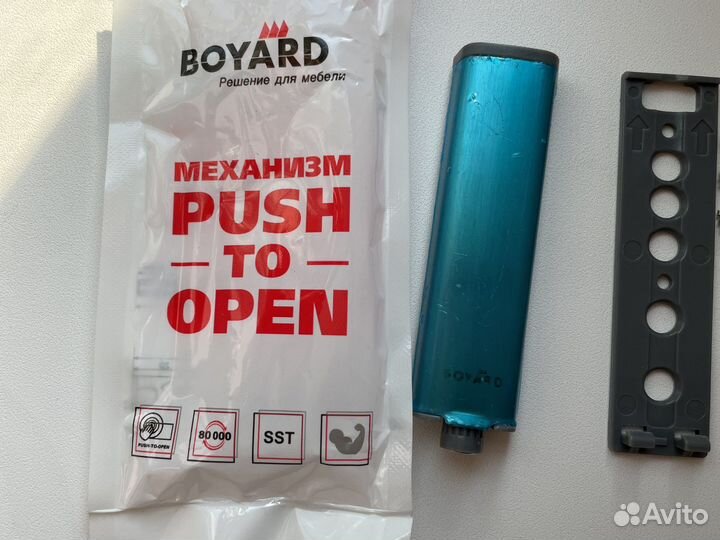 BOYARD
Решение для мебели
МЕХАНИЗМ
PUSH
TO
OPEN
PUSH-TO-OPEN
80 000
SST
BOYARD
Avito